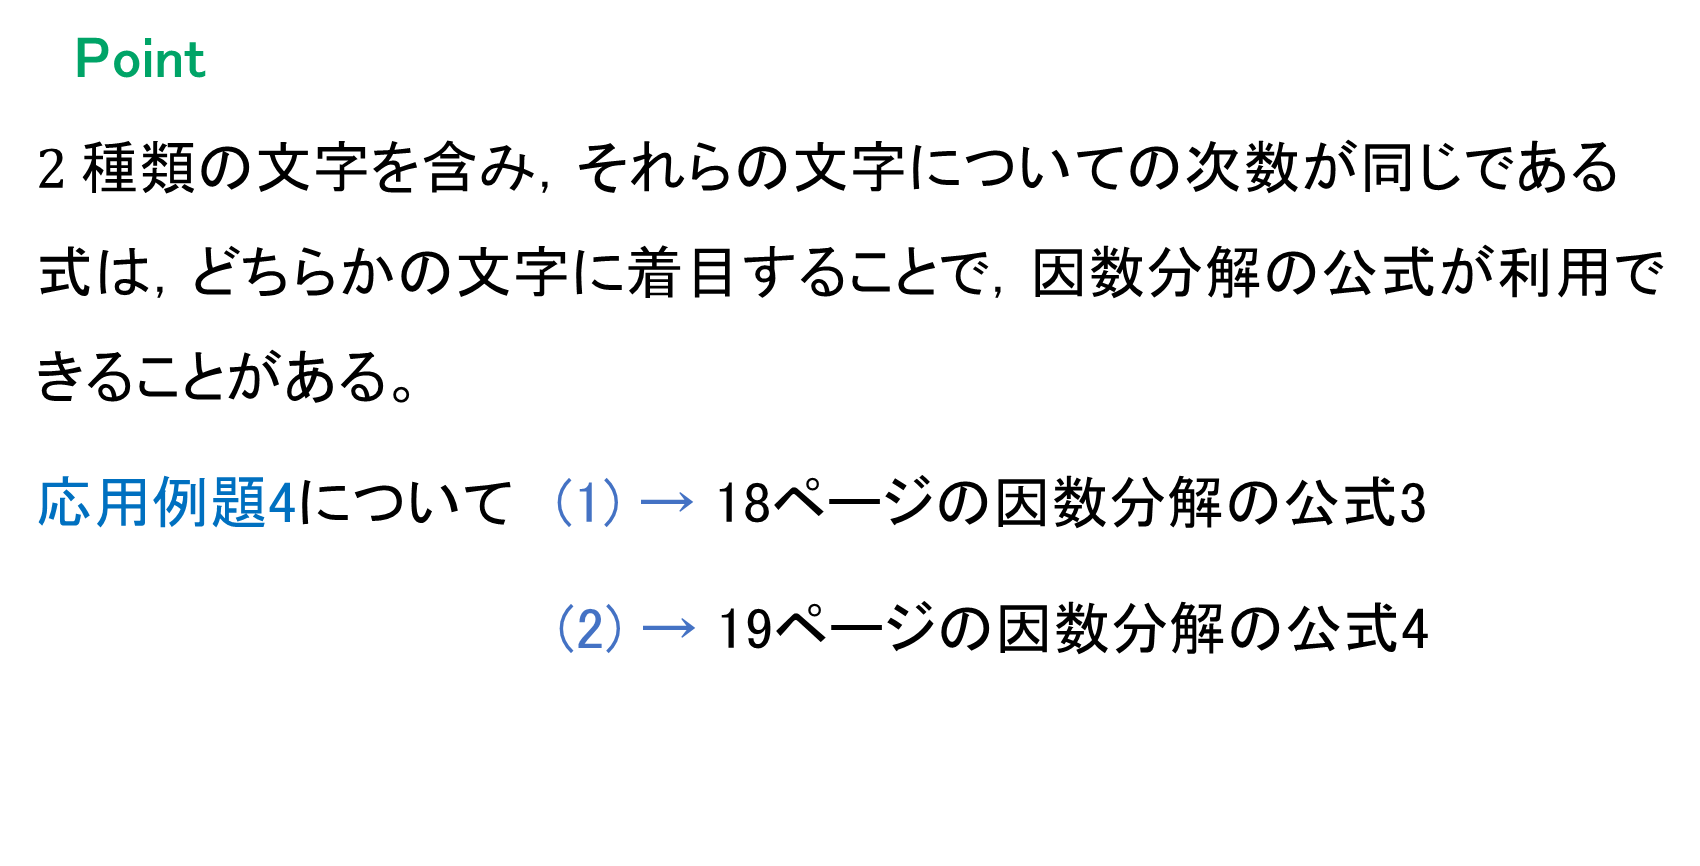 Point
2 種類の文字を含み，それらの文字についての次数が同じである
式は，どちらかの文字に着目することで，因数分解の公式が利用で
きることがある。
応用例題4について (1) → 18ページの因数分解の公式3
(2) → 19ページの因数分解の公式4